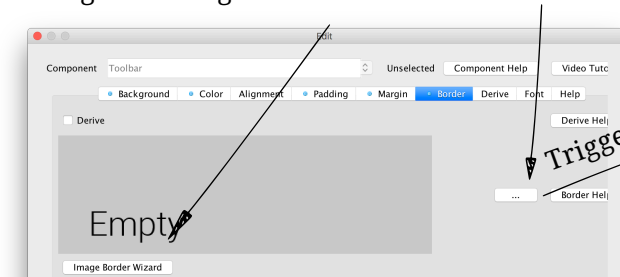 Edit
Component Toolbar Unselected Component Help Video Tuto
Background Color Alignment Padding Margin Border Derive Font Help
Derive Derive Help
Trigge
... Border Help
Empty
Image Border Wizard